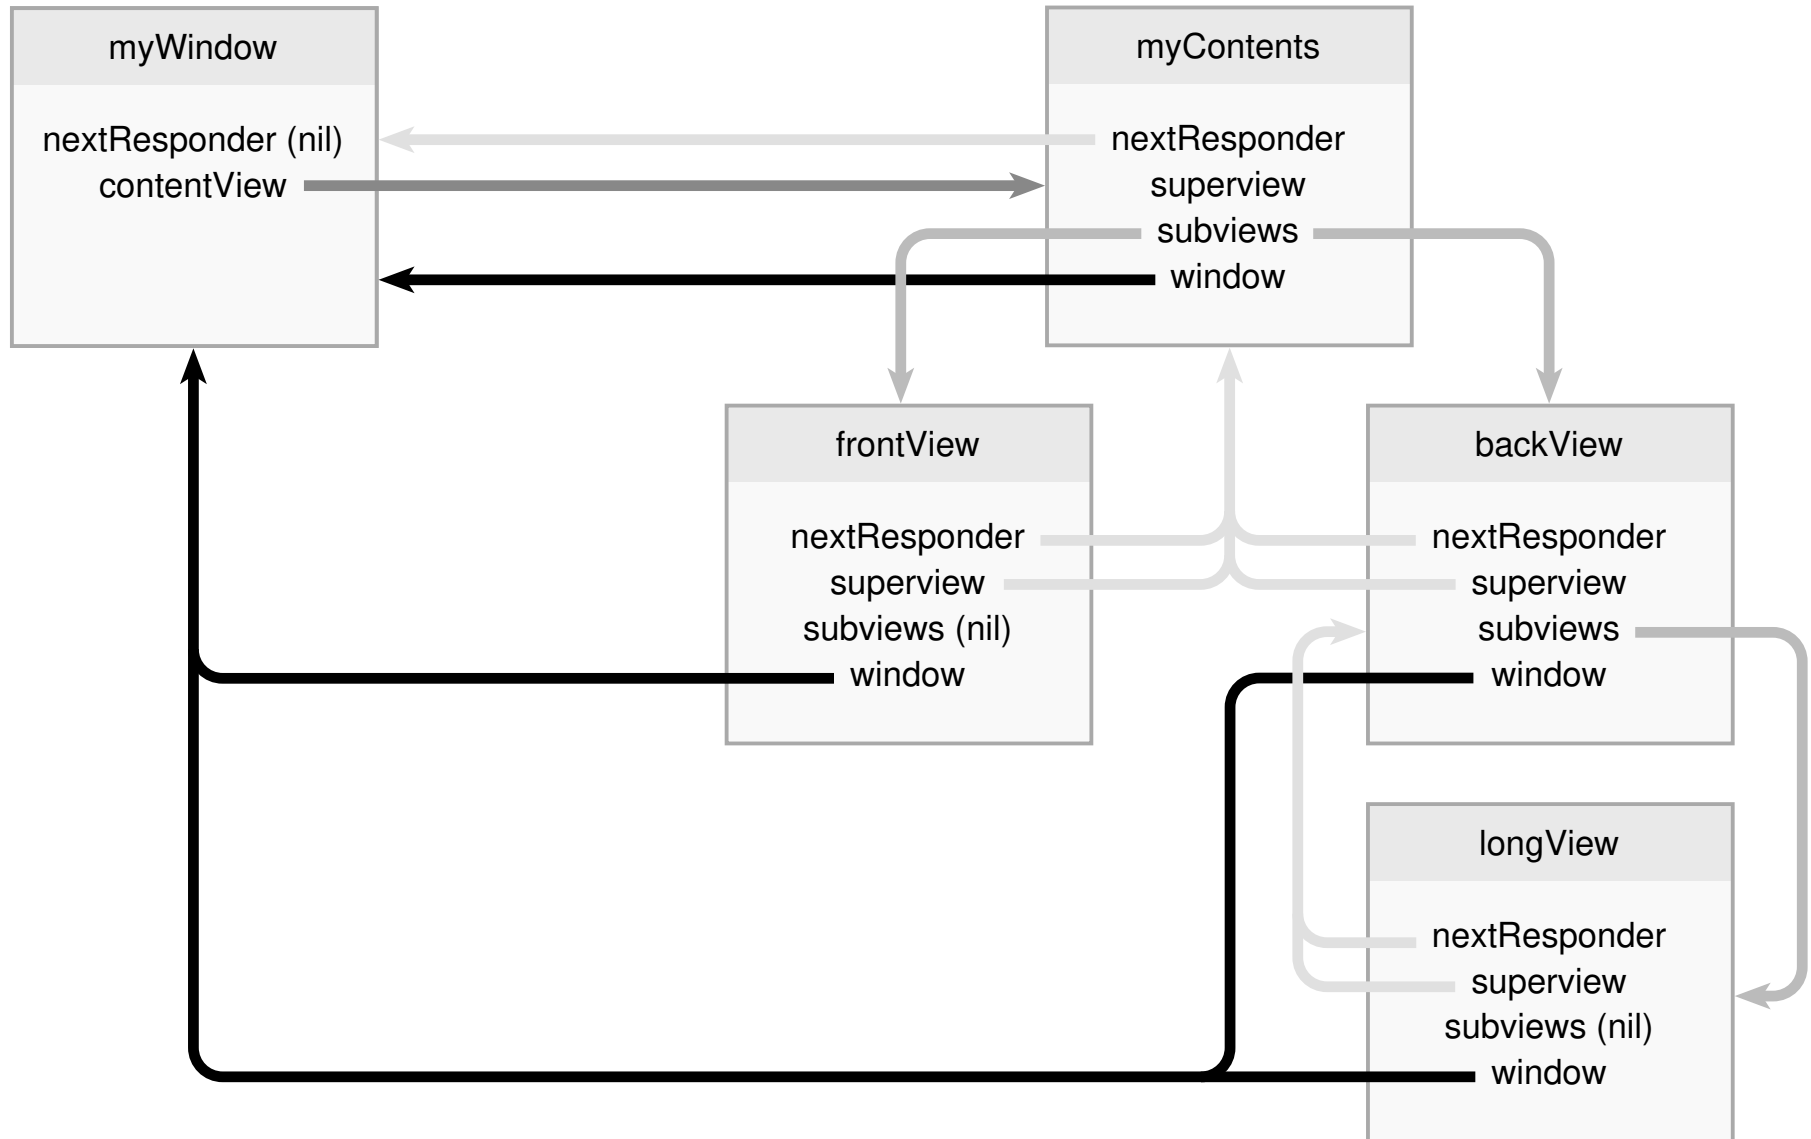 myWindow
nextResponder (nil)
contentView
myContents
nextResponder
superview
subviews
window
frontView
nextResponder
superview
subviews (nil)
window
backView
nextResponder
superview
subviews
window
longView
nextResponder
superview
subviews (nil)
window